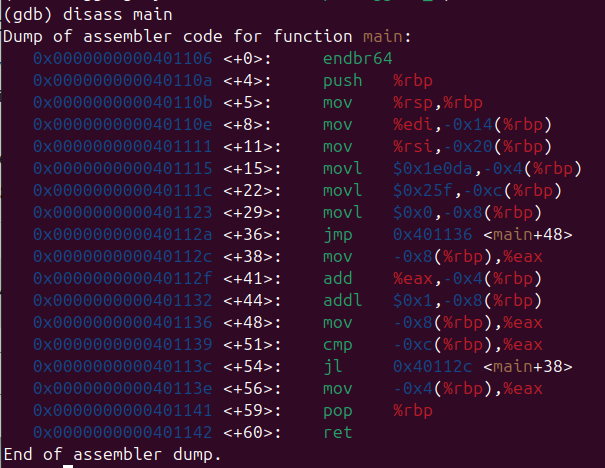 (gdb) disass main
Dump of assembler code for function main:
   0x0000000000401106 <+0>:     endbr64
   0x000000000040110a <+4>:     push   %rbp
   0x000000000040110b <+5>:     mov    %rsp,%rbp
   0x000000000040110e <+8>:     mov    %edi,-0x14(%rbp)
   0x0000000000401111 <+11>:    mov    %rsi,-0x20(%rbp)
   0x0000000000401115 <+15>:    movl   $0x1e0da,-0x4(%rbp)
   0x000000000040111c <+22>:    movl   $0x25f,-0xc(%rbp)
   0x0000000000401123 <+29>:    movl   $0x0,-0x8(%rbp)
   0x000000000040112a <+36>:    jmp    0x401136 <main+48>
   0x000000000040112c <+38>:    mov    -0x8(%rbp),%eax
   0x000000000040112f <+41>:    add    %eax,-0x4(%rbp)
   0x0000000000401132 <+44>:    addl   $0x1,-0x8(%rbp)
   0x0000000000401136 <+48>:    mov    -0x8(%rbp),%eax
   0x0000000000401139 <+51>:    cmp    -0xc(%rbp),%eax
   0x000000000040113c <+54>:    jl     0x40112c <main+38>
   0x000000000040113e <+56>:    mov    -0x4(%rbp),%eax
   0x0000000000401141 <+59>:    pop    %rbp
   0x0000000000401142 <+60>:    ret
End of assembler dump.